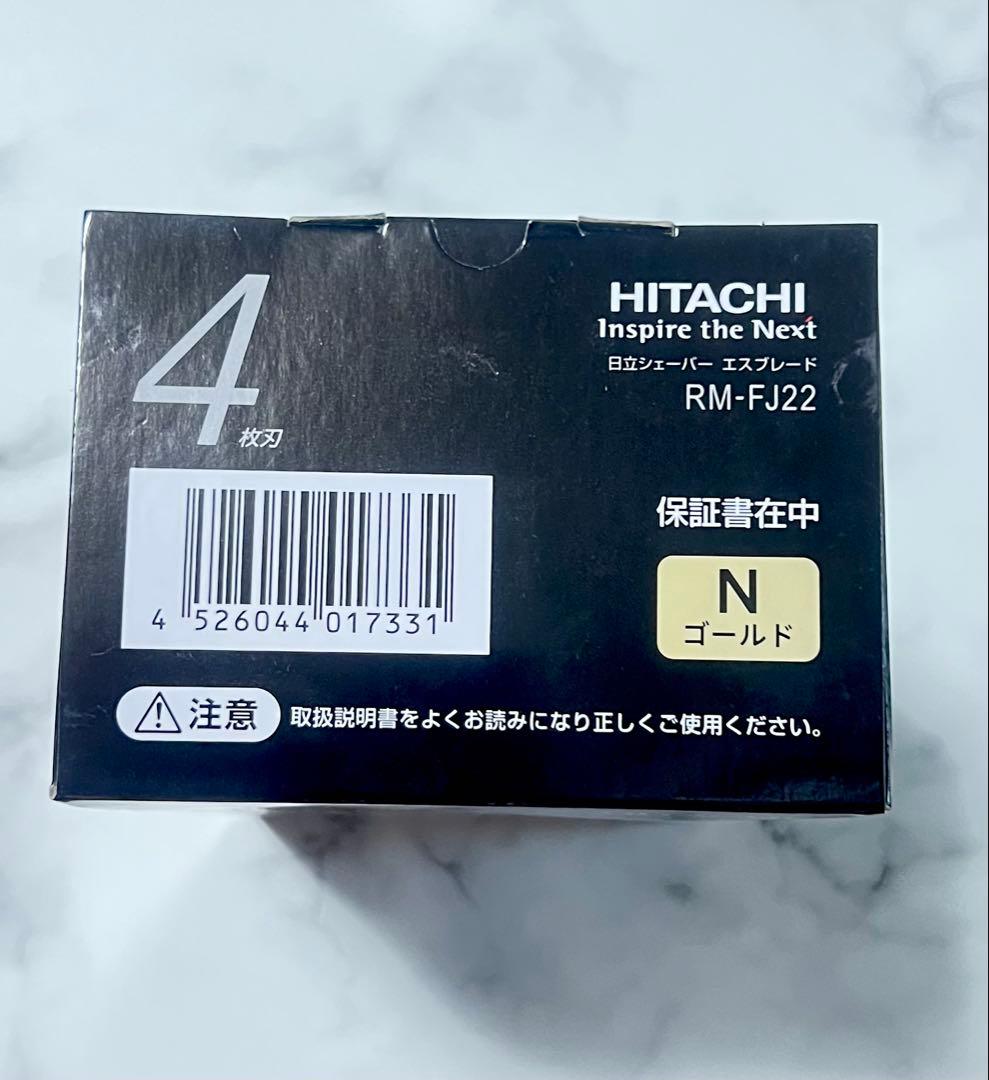 4枚刃
HITACHI
Inspire the Next
日立シェーバー エスブレード
RM-FJ22
保証書在中
4 526044 017331
N
ゴールド
注意 取扱説明書をよくお読みになり正しくご使用ください。